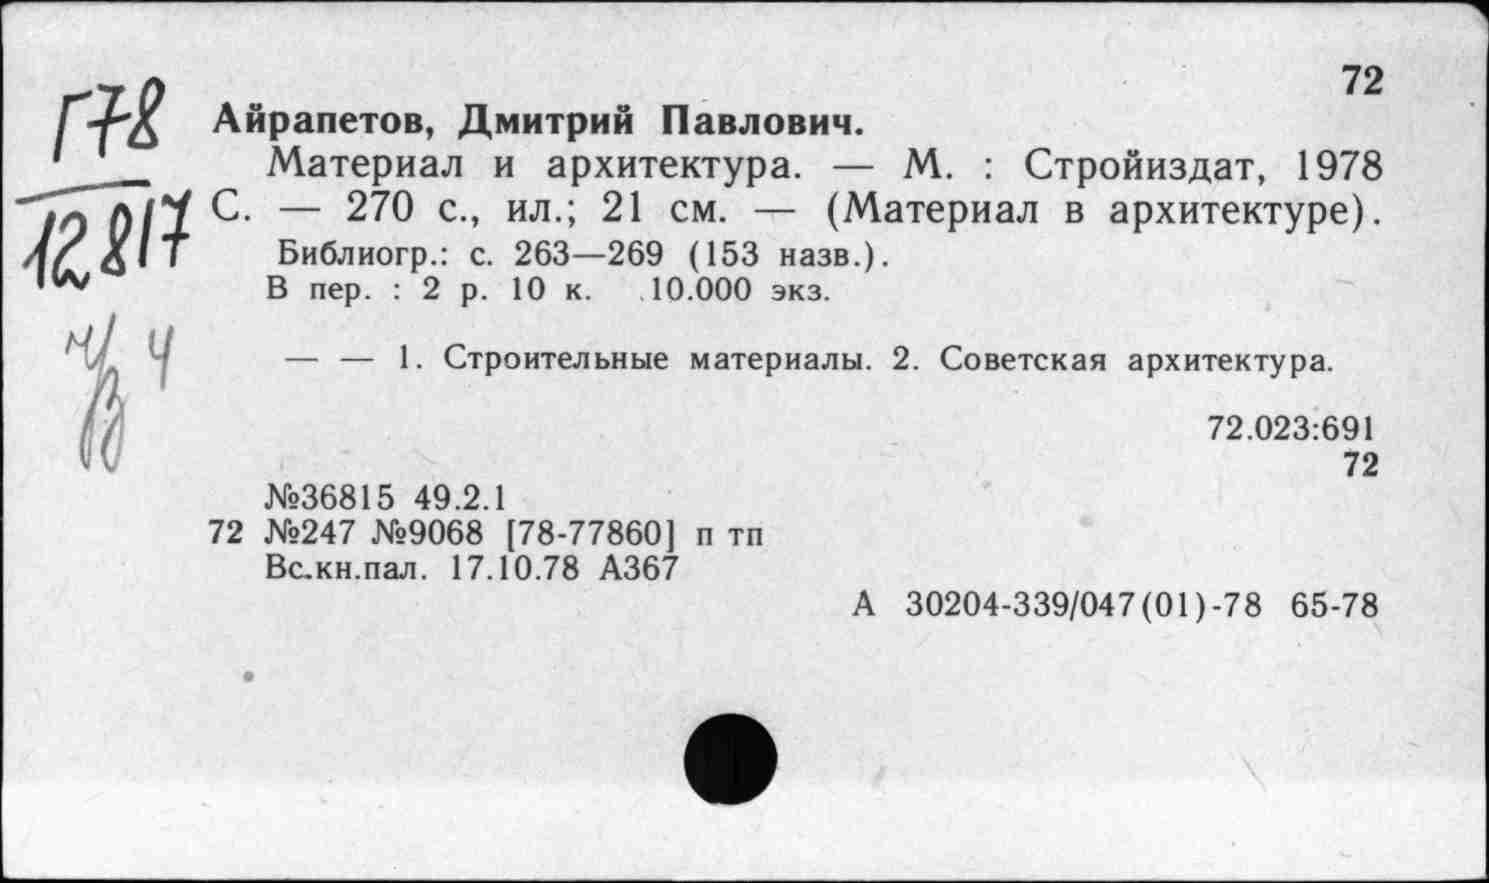 72
Г78
12817
Айрапетов, Дмитрий Павлович.
Материал и архитектура. — М. : Стройиздат, 1978
С. — 270 с., ил.; 21 см. — (Материал в архитектуре).
Библиогр.: с. 263—269 (153 назв.).
В пер. : 2 р. 10 к. 10.000 экз.
— — 1. Строительные материалы. 2. Советская архитектура.
72.023:691
72
№36815 49.2.1
72 №247 №9068 [78-77860] п тп
Вс.кн.пал. 17.10.78 А367
А 30204-339/047(01)-78 65-78